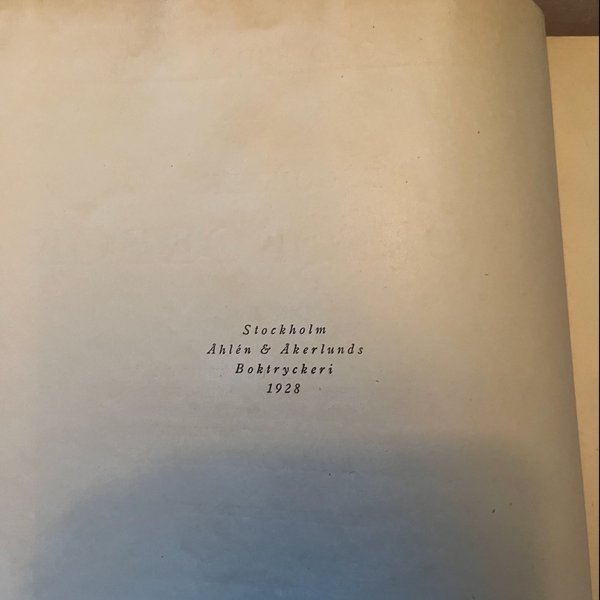 Stockholm
Åhlén & Åkerlunds
Boktryckeri
1928